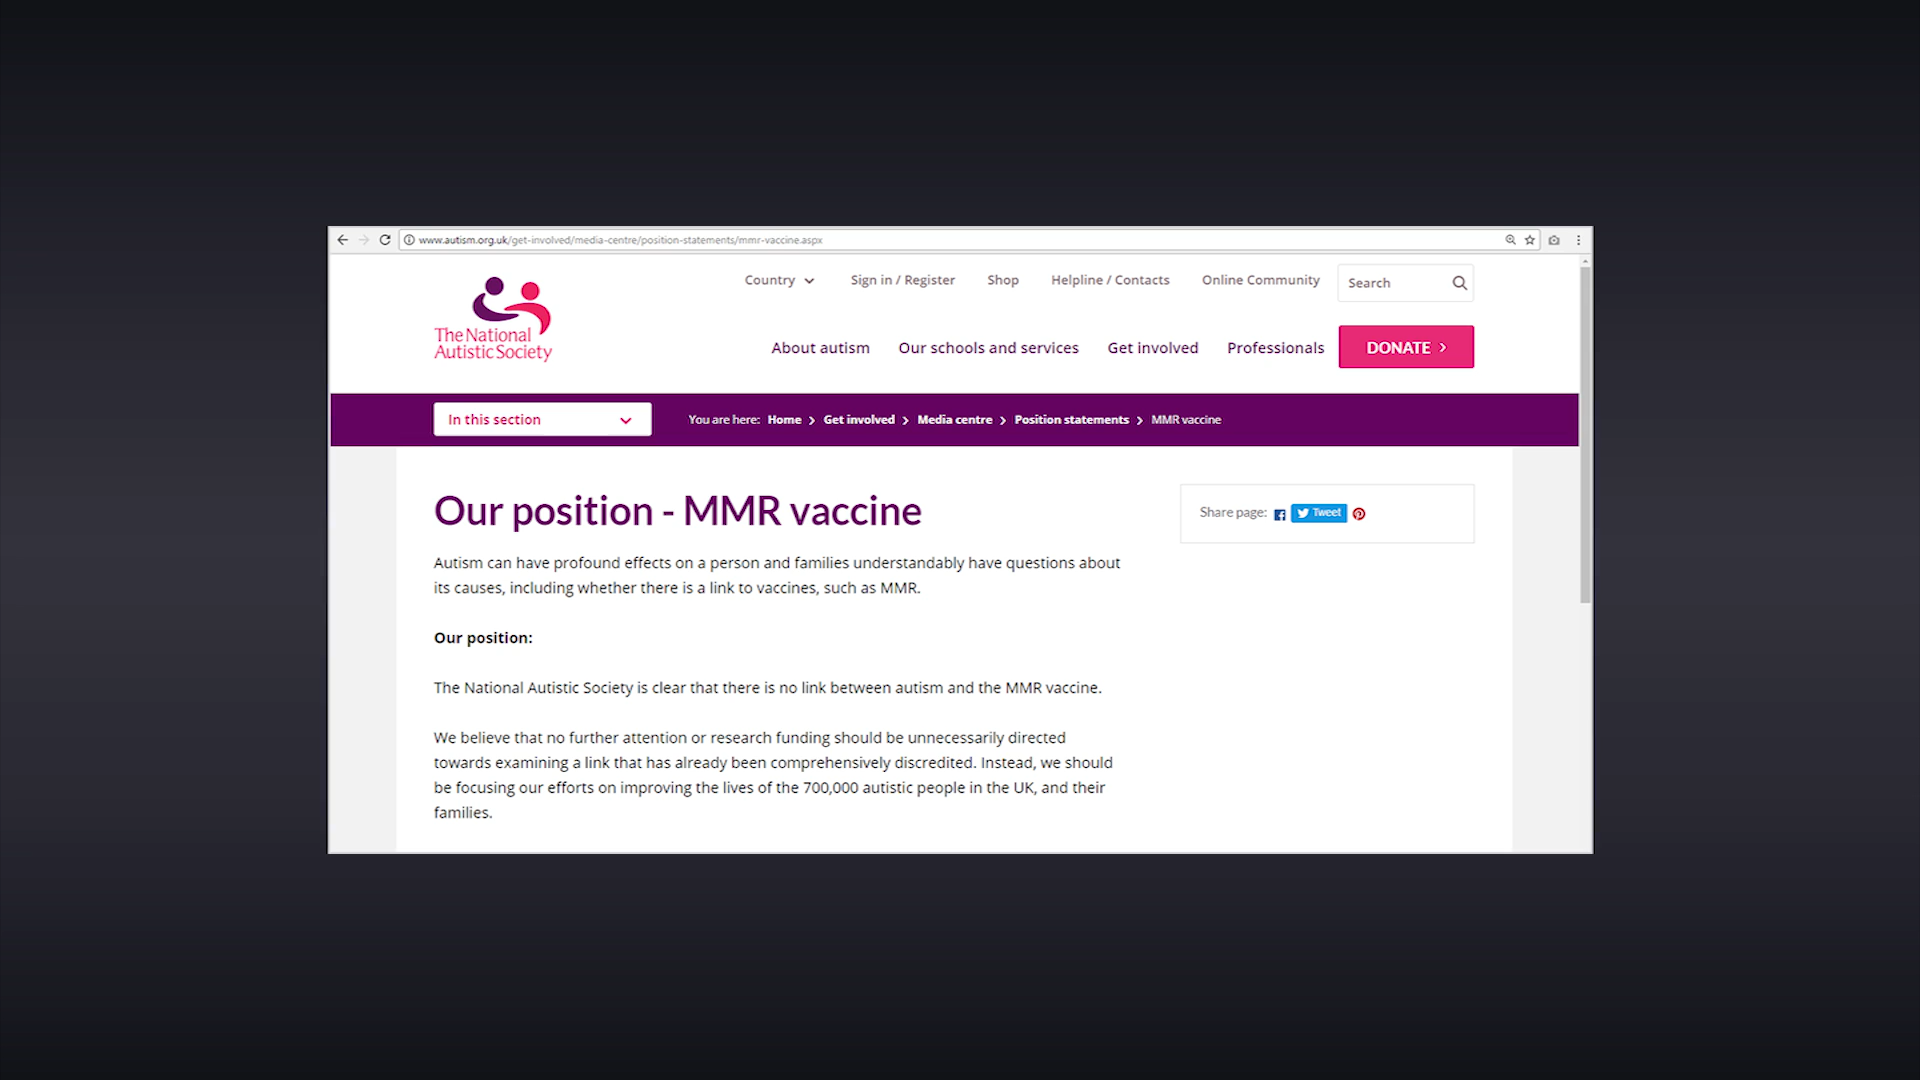 www.autism.org.uk/get-involved/media-centre/position-statements/mmr-vaccine.aspx
Country Sign in / Register Shop Helpline / Contacts Online Community Search
The National
Autistic Society
About autism Our schools and services Get involved Professionals DONATE
In this section You are here: Home Get involved Media centre Position statements MMR vaccine
Our position - MMR vaccine
Share page: Tweet
Autism can have profound effects on a person and families understandably have questions about
its causes, including whether there is a link to vaccines, such as MMR.
Our position:
The National Autistic Society is clear that there is no link between autism and the MMR vaccine.
We believe that no further attention or research funding should be unnecessarily directed
towards examining a link that has already been comprehensively discredited. Instead, we should
be focusing our efforts on improving the lives of the 700,000 autistic people in the UK, and their
families.